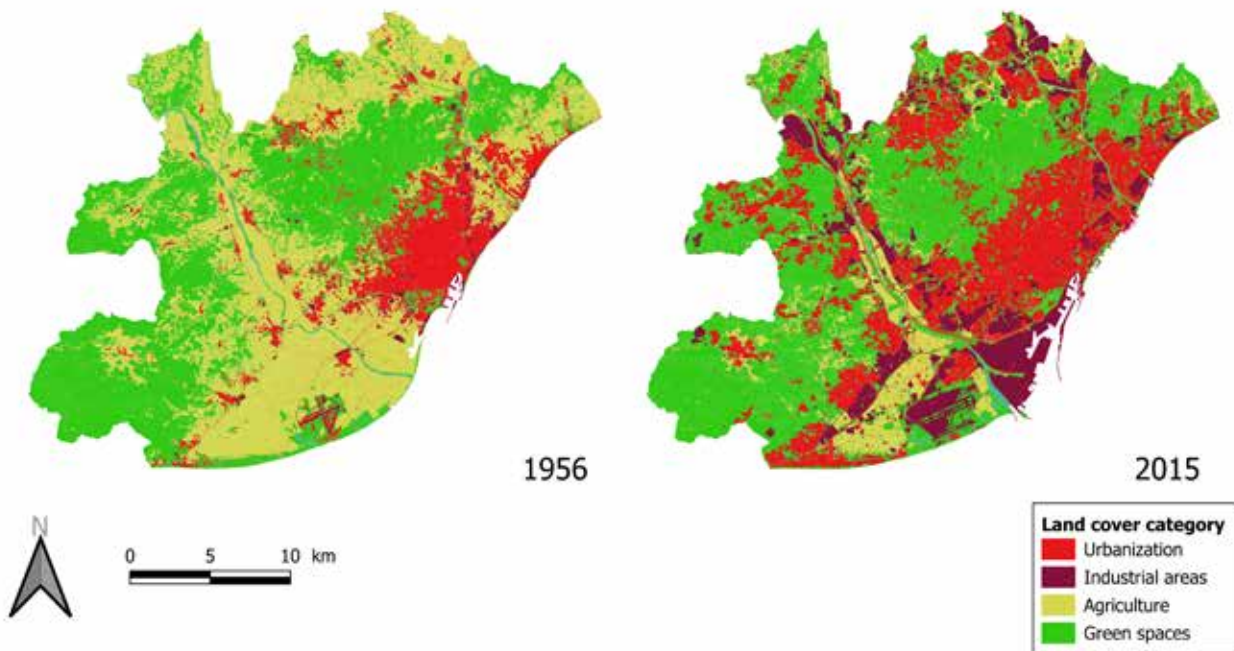 1956
2015
N
0 5 10 km
Land cover category
Urbanization
Industrial areas
Agriculture
Green spaces